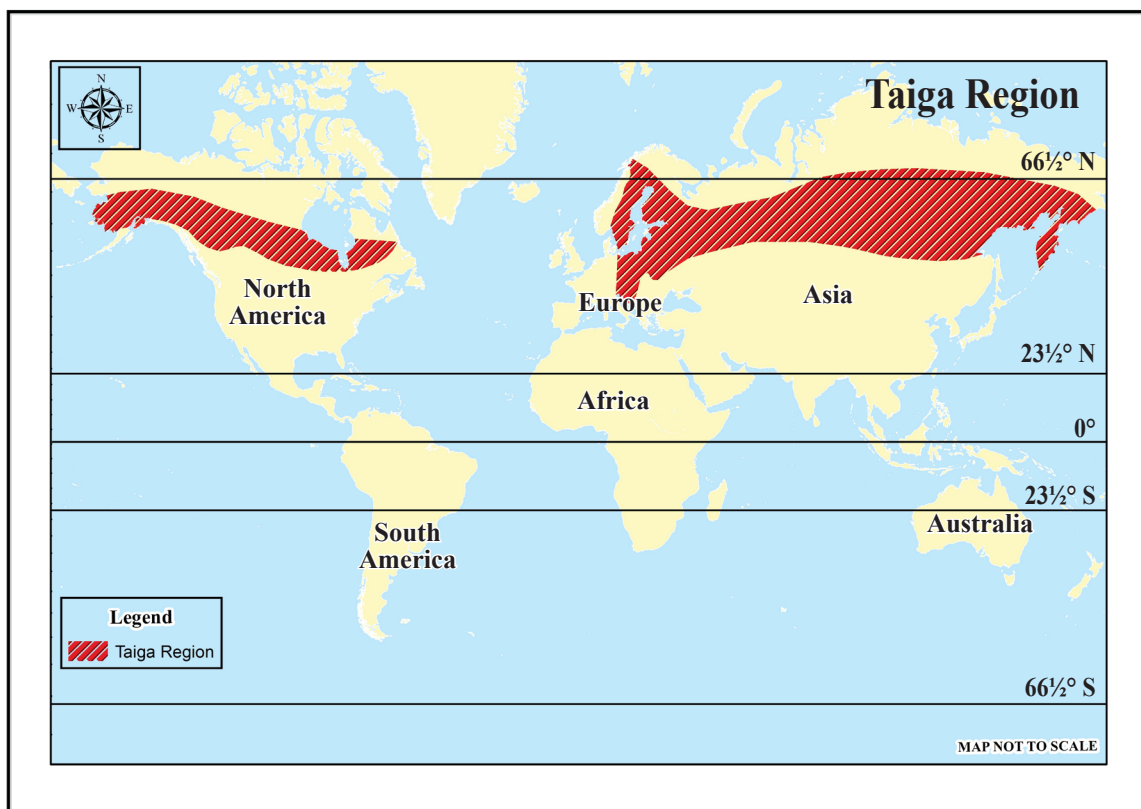 Taiga Region
N
W
E
S
66½° N
North
America
Europe
Asia
23½° N
Africa
0°
23½° S
South
America
Australia
Legend
Taiga Region
66½° S
MAP NOT TO SCALE